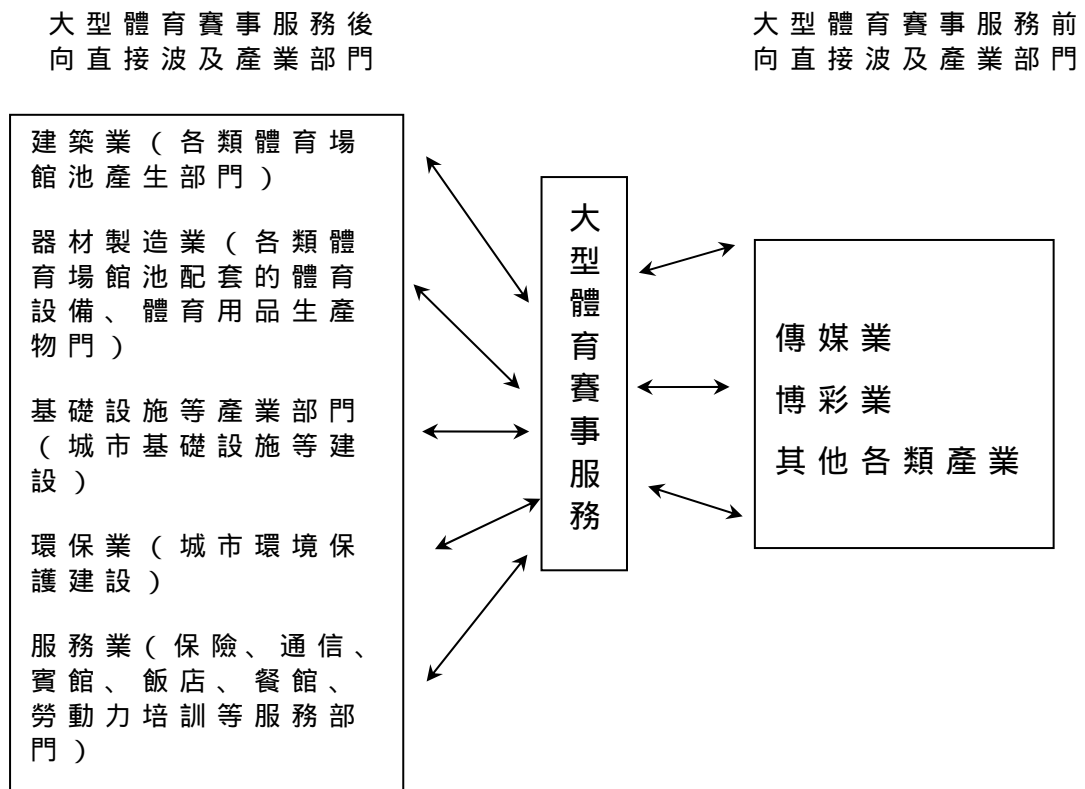 大型體育賽事服務後
向直接波及產業部門
大型體育賽事服務前
向直接波及產業部門
建築業（各類體育場
館池產生部門）
器材製造業（各類體
育場館池配套的體育
設備、體育用品生產
物門）
基礎設施等產業部門
（城市基礎設施等建
設）
環保業（城市環境保
護建設）
服務業（保險、通信、
賓館、飯店、餐館、
勞動力培訓等服務部
門）
大型體育賽事服務
傳媒業
博彩業
其他各類產業